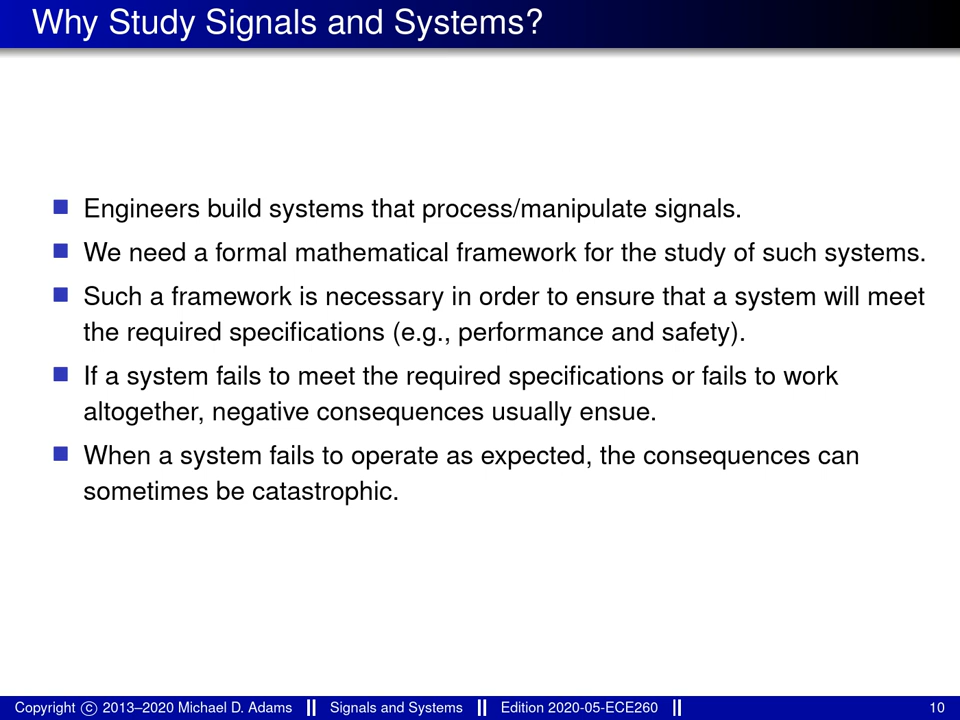 Why Study Signals and Systems?
Engineers build systems that process/manipulate signals.
We need a formal mathematical framework for the study of such systems.
Such a framework is necessary in order to ensure that a system will meet
the required specifications (e.g., performance and safety).
If a system fails to meet the required specifications or fails to work
altogether, negative consequences usually ensue.
When a system fails to operate as expected, the consequences can
sometimes be catastrophic.
Copyright © 2013–2020 Michael D. Adams Signals and Systems Edition 2020-05-ECE260 10